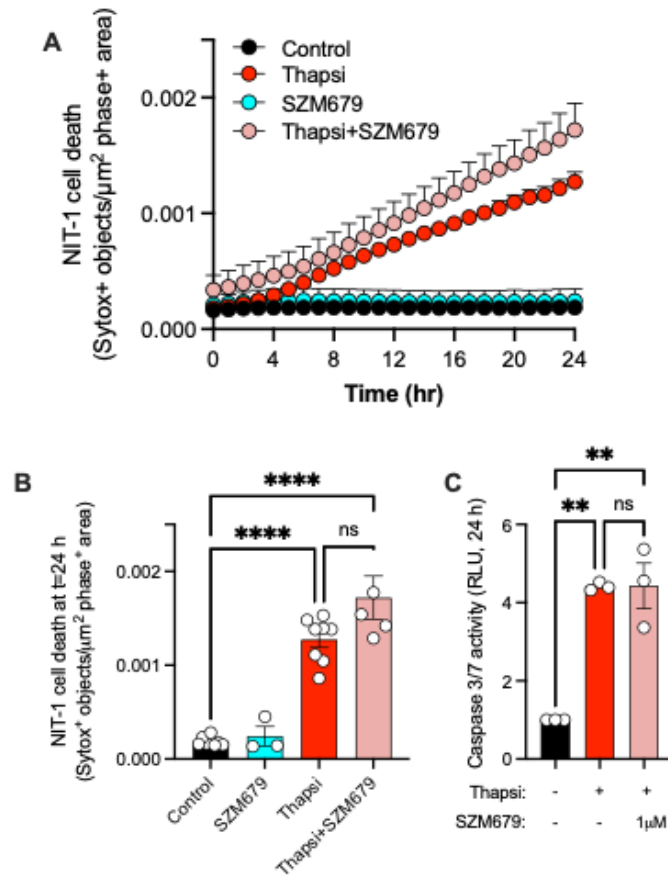 A
Control
Thapsi
SZM679
Thapsi+SZM679
NIT-1 cell death
(Sytox+ objects/µm² phase+ area)
0.002
0.001
0.000
0 4 8 12 16 20 24
Time (hr)
B
****
****
ns
NIT-1 cell death at t=24 h
(Sytox⁺ objects/µm² phase⁺ area)
0.002
0.001
0.000
Control
SZM679
Thapsi
Thapsi+SZM679
C
**
**
ns
Caspase 3/7 activity (RLU, 24 h)
6
4
2
0
Thapsi: - + +
SZM679: - - 1µM